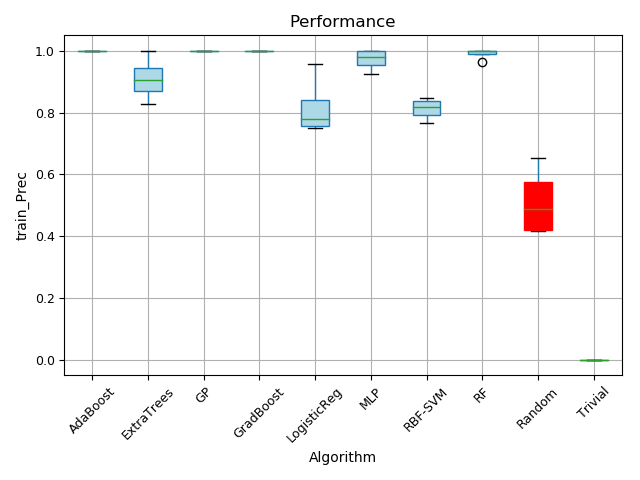 Performance
train_Prec
1.0
0.8
0.6
0.4
0.2
0.0
AdaBoost
ExtraTrees
GP
GradBoost
LogisticReg
MLP
RBF-SVM
RF
Random
Trivial
Algorithm